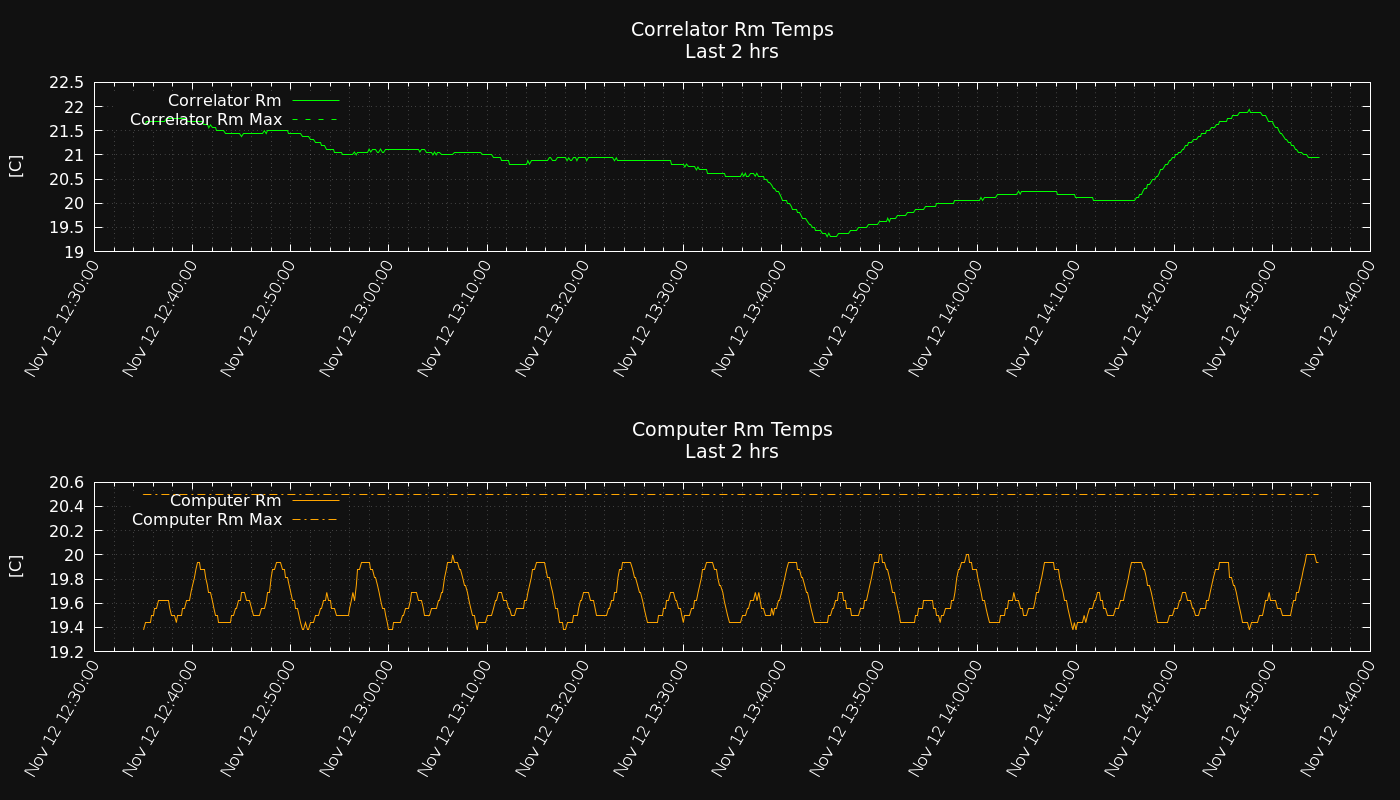 Correlator Rm Temps
Last 2 hrs
22.5
22
21.5
21
20.5
20
19.5
19
[C]
Correlator Rm
Correlator Rm Max
Nov 12 12:30:00
Nov 12 12:40:00
Nov 12 12:50:00
Nov 12 13:00:00
Nov 12 13:10:00
Nov 12 13:20:00
Nov 12 13:30:00
Nov 12 13:40:00
Nov 12 13:50:00
Nov 12 14:00:00
Nov 12 14:10:00
Nov 12 14:20:00
Nov 12 14:30:00
Nov 12 14:40:00
Computer Rm Temps
Last 2 hrs
20.6
20.4
20.2
20
19.8
19.6
19.4
19.2
[C]
Computer Rm
Computer Rm Max
Nov 12 12:30:00
Nov 12 12:40:00
Nov 12 12:50:00
Nov 12 13:00:00
Nov 12 13:10:00
Nov 12 13:20:00
Nov 12 13:30:00
Nov 12 13:40:00
Nov 12 13:50:00
Nov 12 14:00:00
Nov 12 14:10:00
Nov 12 14:20:00
Nov 12 14:30:00
Nov 12 14:40:00